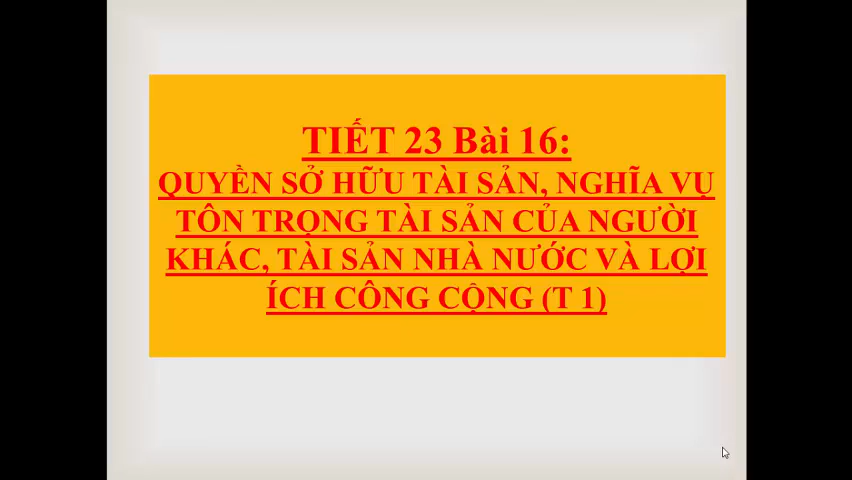 TIẾT 23 Bài 16:
QUYỀN SỞ HỮU TÀI SẢN, NGHĨA VỤ
TÔN TRỌNG TÀI SẢN CỦA NGƯỜI
KHÁC, TÀI SẢN NHÀ NƯỚC VÀ LỢI
ÍCH CÔNG CỘNG (T 1)